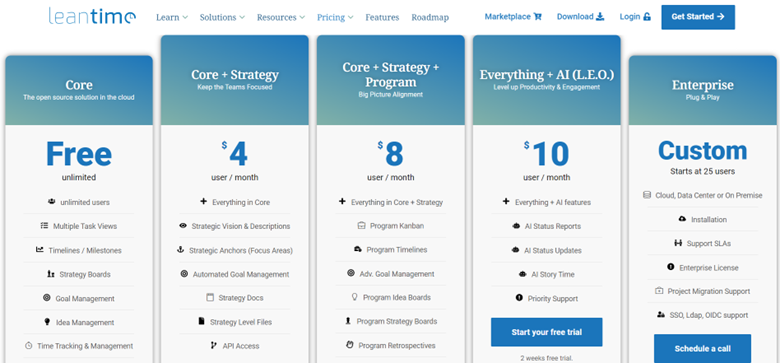 leantime
Learn
Solutions
Resources
Pricing
Features
Roadmap
Marketplace
Download
Login
Get Started →
Core
The open source solution in the cloud
Free
unlimited
unlimited users
Multiple Task Views
Timelines / Milestones
Strategy Boards
Goal Management
Idea Management
Time Tracking & Management
Core + Strategy
Keep the Teams Focused
$4
user / month
Everything in Core
Strategic Vision & Descriptions
Strategic Anchors (Focus Areas)
Automated Goal Management
Strategy Docs
Strategy Level Files
API Access
Core + Strategy +
Program
Big Picture Alignment
$8
user / month
Everything in Core + Strategy
Program Kanban
Program Timelines
Adv. Goal Management
Program Idea Boards
Program Strategy Boards
Program Retrospectives
Everything + AI (L.E.O.)
Level up Productivity & Engagement
$10
user / month
Everything + AI features
AI Status Reports
AI Status Updates
AI Story Time
Priority Support
Start your free trial
2 weeks free trial.
Enterprise
Plug & Play
Custom
Starts at 25 users
Cloud, Data Center or On Premise
Installation
Support SLAs
Enterprise License
Project Migration Support
SSO, Ldap, OIDC support
Schedule a call